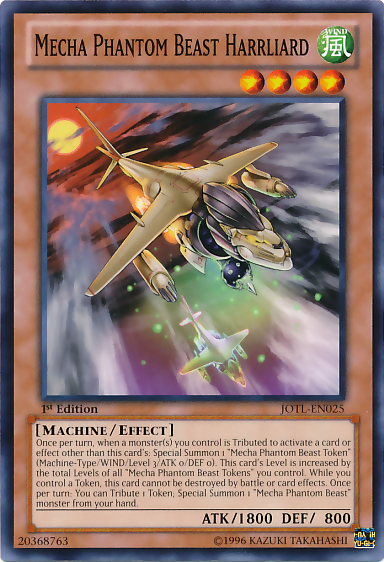 MECHA PHANTOM BEAST HARRLIARD
WIND
風
1st Edition
JOTL-EN025
[MACHINE / EFFECT]
Once per turn, when a monster(s) you control is Tributed to activate a card or
effect other than this card's: Special Summon 1 "Mecha Phantom Beast Token"
(Machine-Type/WIND/Level 3/ATK 0/DEF 0). This card's Level is increased by
the total Levels of all "Mecha Phantom Beast Tokens" you control. While you
control a Token, this card cannot be destroyed by battle or card effects. Once
per turn: You can Tribute 1 Token; Special Summon 1 "Mecha Phantom Beast"
monster from your hand.
ATK/1800 DEF/ 800
20368763
©1996 KAZUKI TAKAHASHI